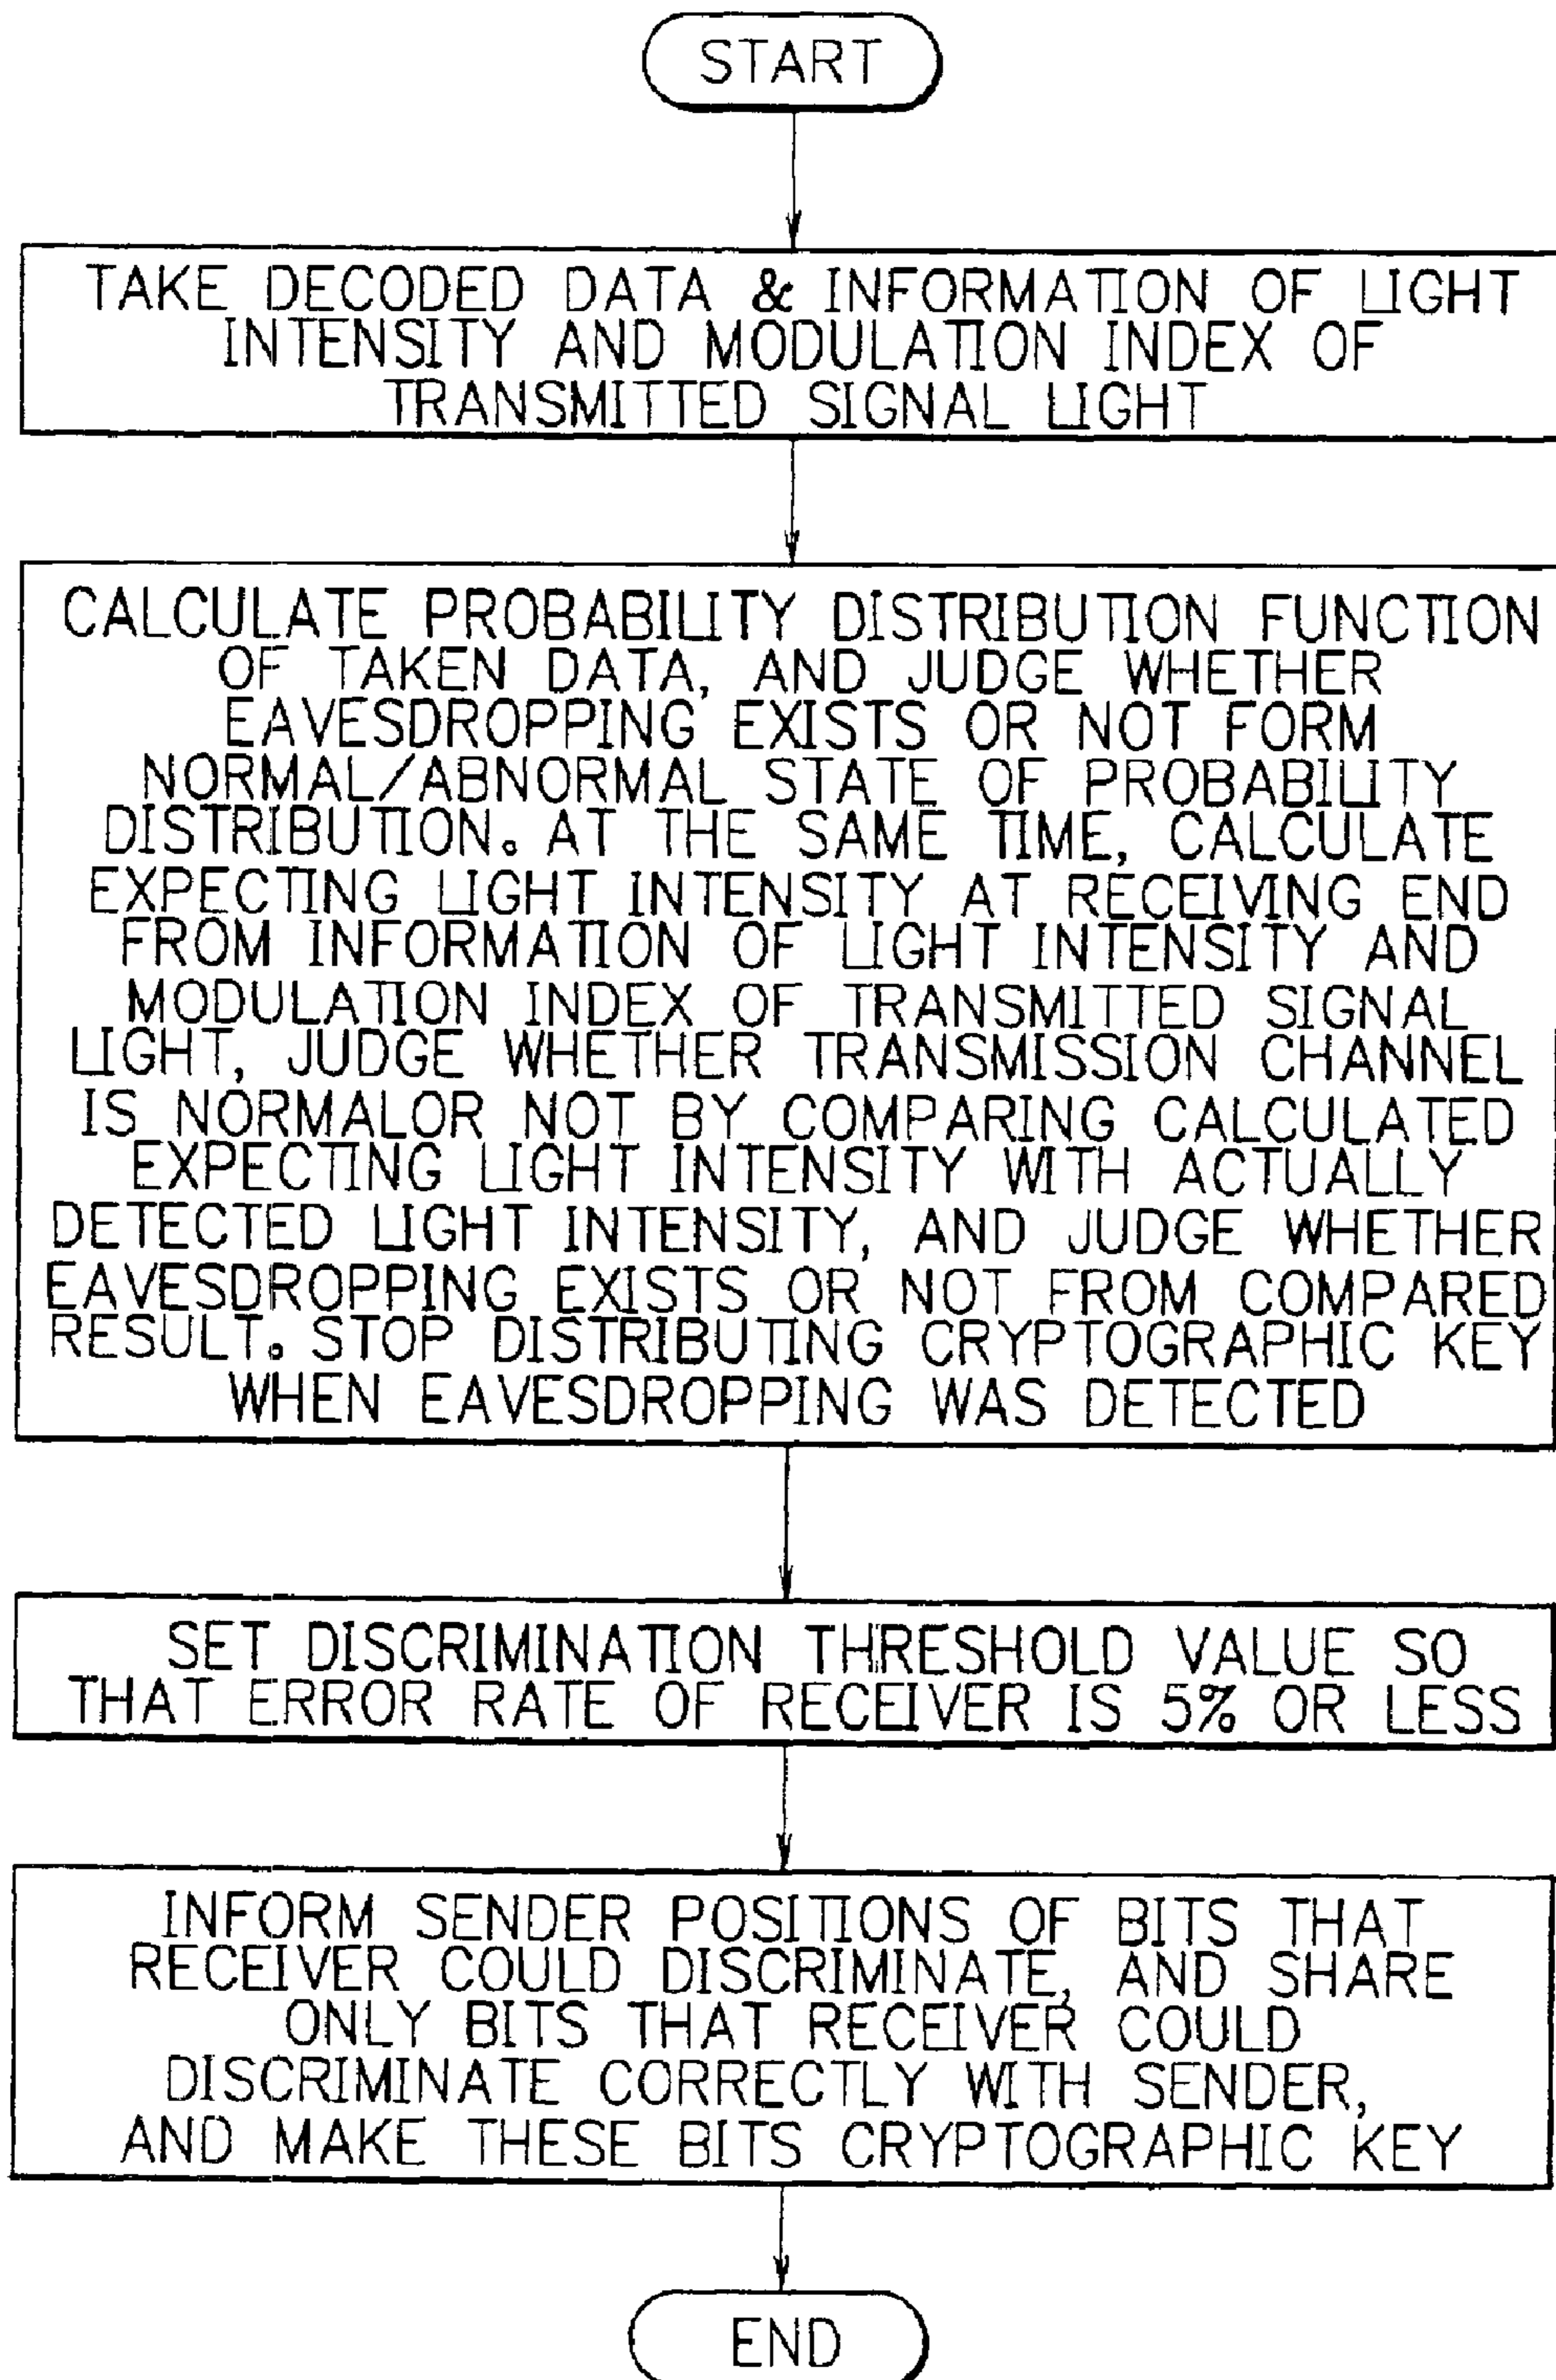 START
TAKE DECODED DATA & INFORMATION OF LIGHT
INTENSITY AND MODULATION INDEX OF
TRANSMITTED SIGNAL LIGHT
CALCULATE PROBABILITY DISTRIBUTION FUNCTION
OF TAKEN DATA, AND JUDGE WHETHER
EAVESDROPPING EXISTS OR NOT FORM
NORMAL/ABNORMAL STATE OF PROBABILITY
DISTRIBUTION. AT THE SAME TIME, CALCULATE
EXPECTING LIGHT INTENSITY AT RECEIVING END
FROM INFORMATION OF LIGHT INTENSITY AND
MODULATION INDEX OF TRANSMITTED SIGNAL
LIGHT, JUDGE WHETHER TRANSMISSION CHANNEL
IS NORMALOR NOT BY COMPARING CALCULATED
EXPECTING LIGHT INTENSITY WITH ACTUALLY
DETECTED LIGHT INTENSITY, AND JUDGE WHETHER
EAVESDROPPING EXISTS OR NOT FROM COMPARED
RESULT. STOP DISTRIBUTING CRYPTOGRAPHIC KEY
WHEN EAVESDROPPING WAS DETECTED
SET DISCRIMINATION THRESHOLD VALUE SO
THAT ERROR RATE OF RECEIVER IS 5% OR LESS
INFORM SENDER POSITIONS OF BITS THAT
RECEIVER COULD DISCRIMINATE, AND SHARE
ONLY BITS THAT RECEIVER COULD
DISCRIMINATE CORRECTLY WITH SENDER,
AND MAKE THESE BITS CRYPTOGRAPHIC KEY
END